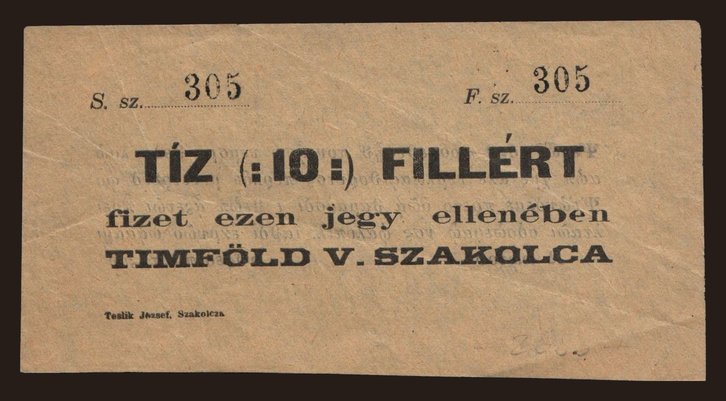 S. sz. 305 F. sz. 305
TÍZ (:10:) FILLÉRT
fizet ezen jegy ellenében
TIMFÖLD V. SZAKOLCA
Teslik József, Szakolcza